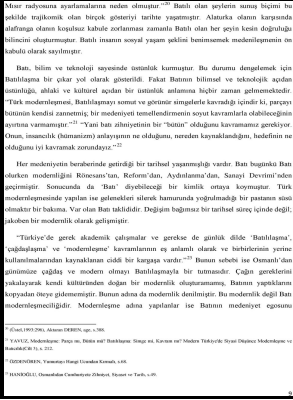 Mısır radyosuna ayarlamalarına neden olmuştur."²⁰ Batılı olan şeylerin sunuş biçimi bu
şekilde trajikomik olan birçok gösteriyi tarihte yaşatmıştır. Alaturka olanın karşısında
alafranga olanın koşulsuz kabule zorlanması zamanla Batılı olan her şeyin kesin doğruluğu
bilincini oluşturmuştur. Batılı insanın sosyal yaşam şeklini benimsemek medenileşmenin ön
kabulü olarak sayılmıştır.
Batı, bilim ve teknoloji sayesinde üstünlük kurmuştur. Bu durumu dengelemek için
Batılılaşma bir çıkar yol olarak gösterildi. Fakat Batının bilimsel ve teknolojik açıdan
üstünlüğü, ahlaki ve kültürel açıdan bir üstünlük anlamına hiçbir zaman gelmemektedir.
"Türk modernleşmesi, Batılılaşmayı somut ve görünür simgelerle kavradığı içindir ki, parçayı
bütünün kendisi zannetmiş; bir medeniyet temellendirmenin soyut kavramlarla olabileceğinin
ayırtına varmamıştır."²¹ «Yani batı zihniyetinin bir "bütün" olduğunu kavramamız gerekiyor.
Onun, insancılık (hümanizm) anlayışının ne olduğunu, nereden kaynaklandığını, hedefinin ne
olduğunu iyi kavramak zorundayız."²²
Her medeniyetin beraberinde getirdiği bir tarihsel yaşanmışlığı vardır. Batı bugünkü Batı
olurken modernliğini Rönesans'tan, Reform'dan, Aydınlanma'dan, Sanayi Devrimi'nden
geçirmiştir. Sonucunda da 'Batı' diyebileceği bir kimlik ortaya koymuştur. Türk
modernleşmesinde yapılan ise gelenekleri silerek hamurunda yoğrulmadığı bir pastanın süsü
olmaktır bir bakıma. Var olan Batı taklididir. Değişim bağımsız bir tarihsel süreç içinde değil;
jakoben bir modernlik olarak gelişmiştir.
"Türkiye'de gerek akademik çalışmalar ve gerekse de günlük dilde 'Batılılaşma',
'çağdaşlaşma' ve 'modernleşme' kavramlarının eş anlamlı olarak ve birbirlerinin yerine
kullanılmalarından kaynaklanan ciddi bir kargaşa vardır."²³ Bunun sebebi ise Osmanlı'dan
günümüze çağdaş ve modern olmayı Batılılaşmayla bir tutmasıdır. Çağın gereklerini
yakalayarak kendi kültüründen doğan bir modernlik oluşturamamış, Batının yaptıklarını
kopyadan öteye gidememiştir. Bunun adına da modernlik denilmiştir. Bu modernlik değil Batı
modernleşmeciliğidir. Modernleşme adına yapılanlar ise Batının medeniyet egosunu
²⁰ (Üstel,1993:296), Aktaran DEREN, age, s.388.
²¹ YAVUZ, Modernleşme: Parça mı, Bütün mü? Batılılaşma: Simge mi, Kavram mı? Modern Türkiye'de Siyasi Düşünce Modernleşme ve
Batıcılık(Cilt 3), s. 212.
²² ÖZDENÖREN, Yumurtayı Hangi Ucundan Kırmalı, s.68.
²³ HANİOĞLU, Osmanlıdan Cumhuriyete Zihniyet, Siyaset ve Tarih, s.49.
9